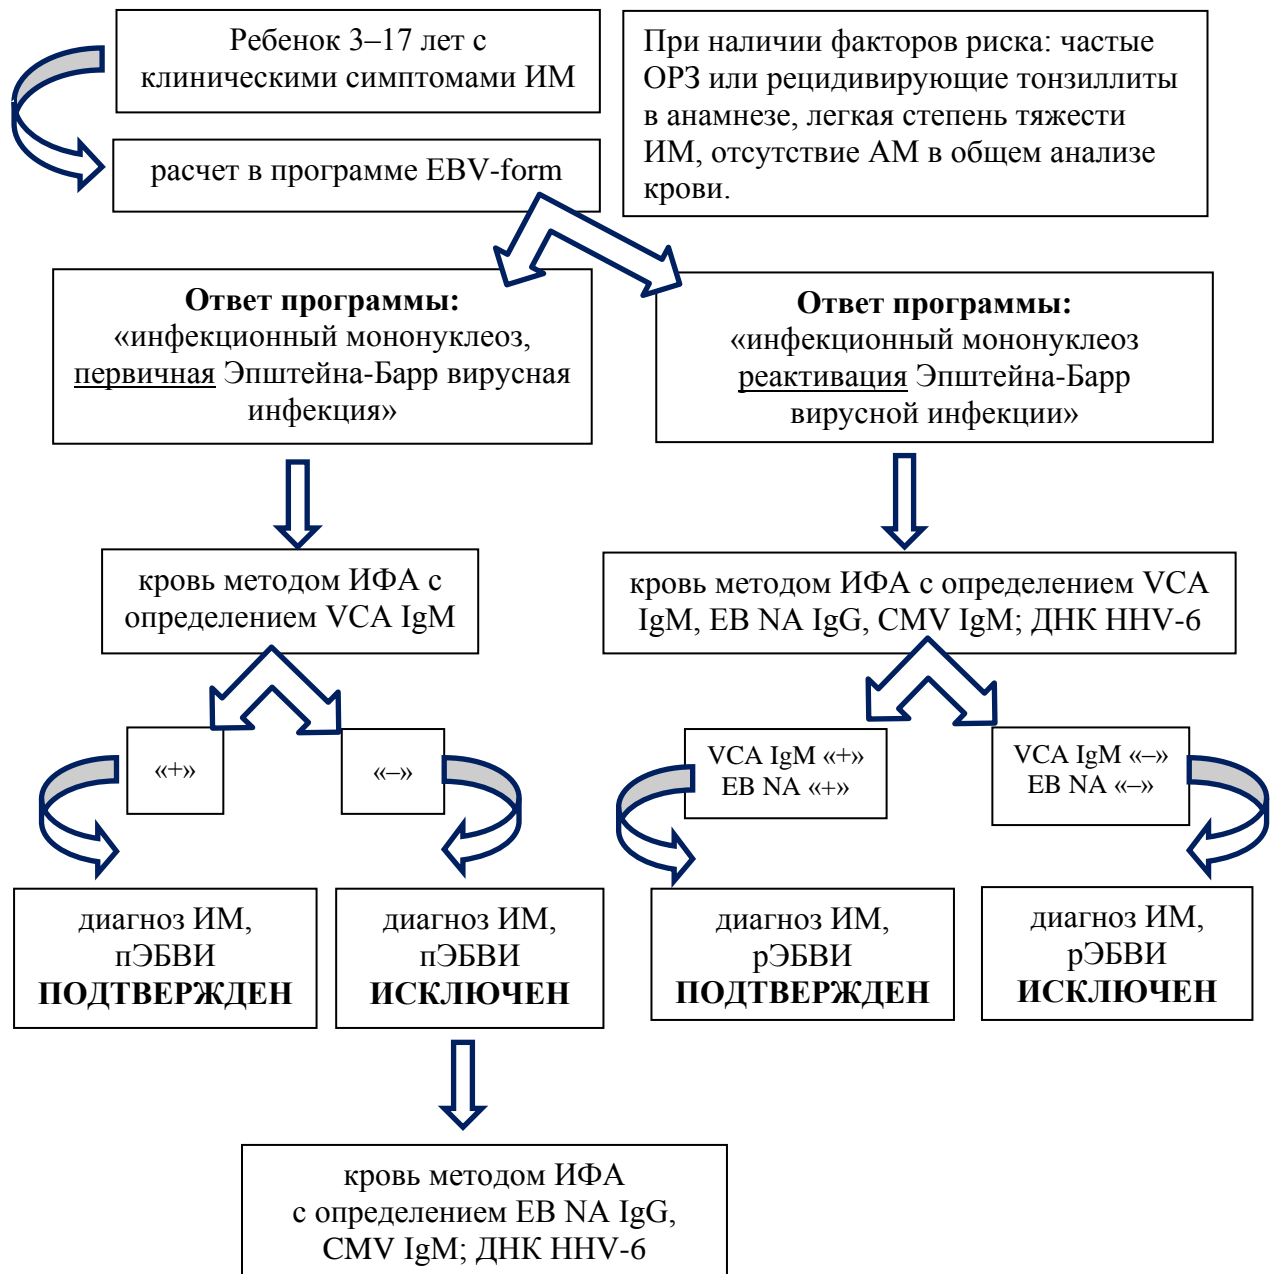 Ребенок 3–17 лет с
клиническими симптомами ИМ
При наличии факторов риска: частые
ОРЗ или рецидивирующие тонзиллиты
в анамнезе, легкая степень тяжести
ИМ, отсутствие АМ в общем анализе
крови.
расчет в программе EBV-form
Ответ программы:
«инфекционный мононуклеоз,
первичная Эпштейна-Барр вирусная
инфекция»
Ответ программы:
«инфекционный мононуклеоз
реактивация Эпштейна-Барр
вирусной инфекции»
кровь методом ИФА с
определением VCA IgM
кровь методом ИФА с определением VCA
IgM, EB NA IgG, CMV IgM; ДНК HHV-6
«+»
«–»
VCA IgM «+»
EB NA «+»
VCA IgM «–»
EB NA «–»
диагноз ИМ,
пЭБВИ
ПОДТВЕРЖДЕН
диагноз ИМ,
пЭБВИ
ИСКЛЮЧЕН
диагноз ИМ,
рЭБВИ
ПОДТВЕРЖДЕН
диагноз ИМ,
рЭБВИ
ИСКЛЮЧЕН
кровь методом ИФА
с определением EB NA IgG,
CMV IgM; ДНК HHV-6